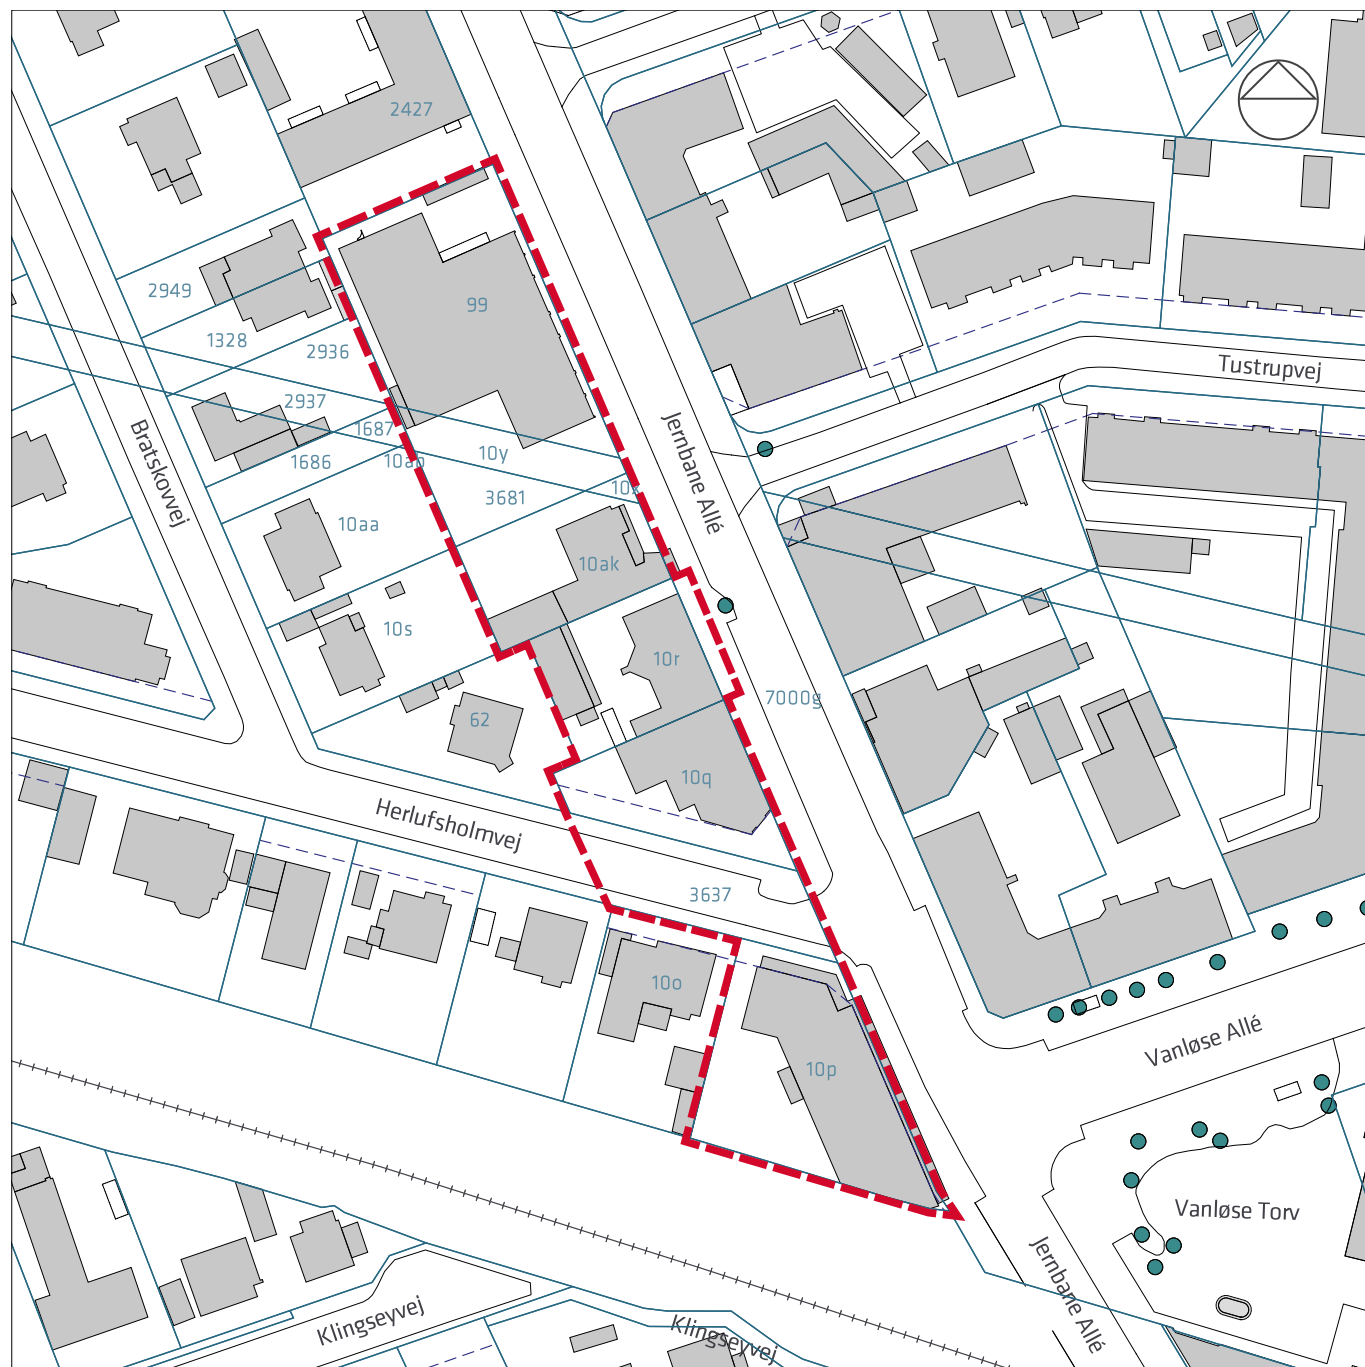 2427
2949
99
1328
2936
Tustrupvej
2937
1687
Bratskovvej
1686
10ab
10y
Jernbane Allé
3681
10x
10aa
10ak
10s
10r
7000g
62
10q
Herlufsholmvej
3637
10o
Vanløse Allé
10p
Vanløse Torv
Jernbane Allé
Klingseyvej
Klingseyvej